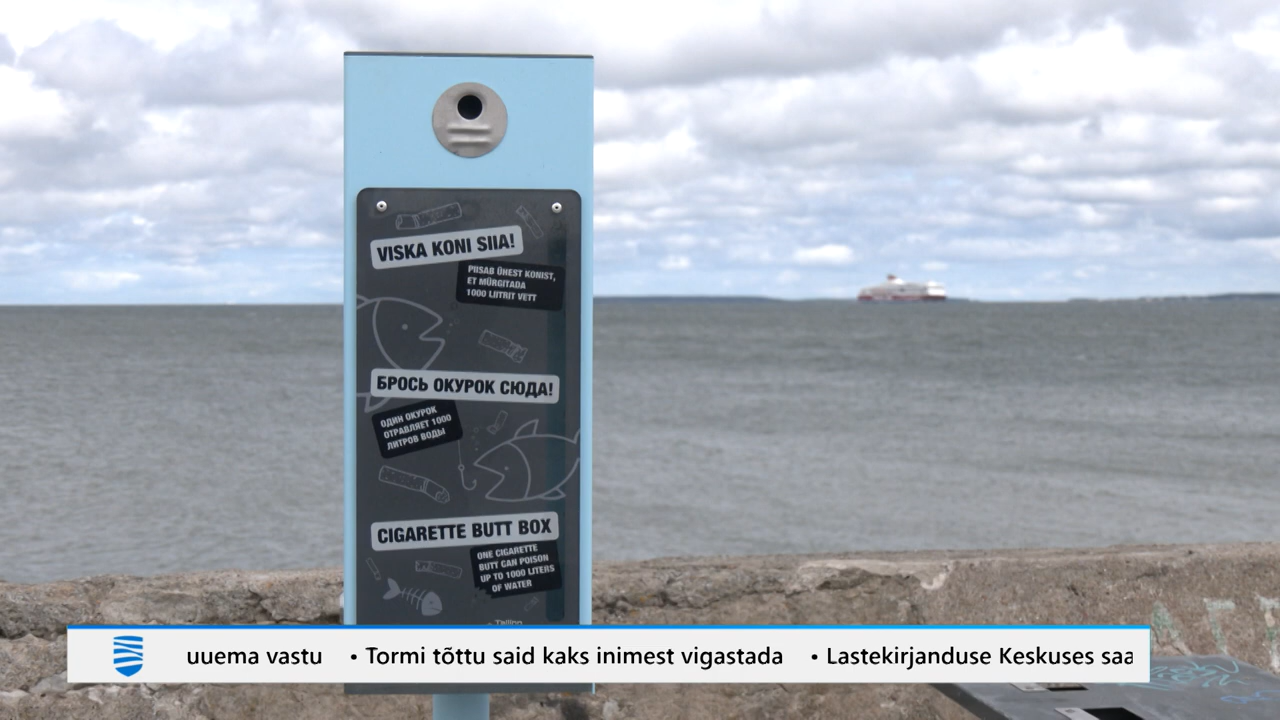 VISKA KONI SIIA!
PIISAB ÜHEST KONIST,
ET MÜRGITADA
1000 LIITRIT VETT
БРОСЬ ОКУРОК СЮДА!
ОДИН ОКУРОК
ОТРАВЛЯЕТ 1000
ЛИТРОВ ВОДЫ
CIGARETTE BUTT BOX
ONE CIGARETTE
BUTT CAN POISON
UP TO 1000 LITERS
OF WATER
Tallinn
uuema vastu • Tormi tõttu said kaks inimest vigastada • Lastekirjanduse Keskuses saa